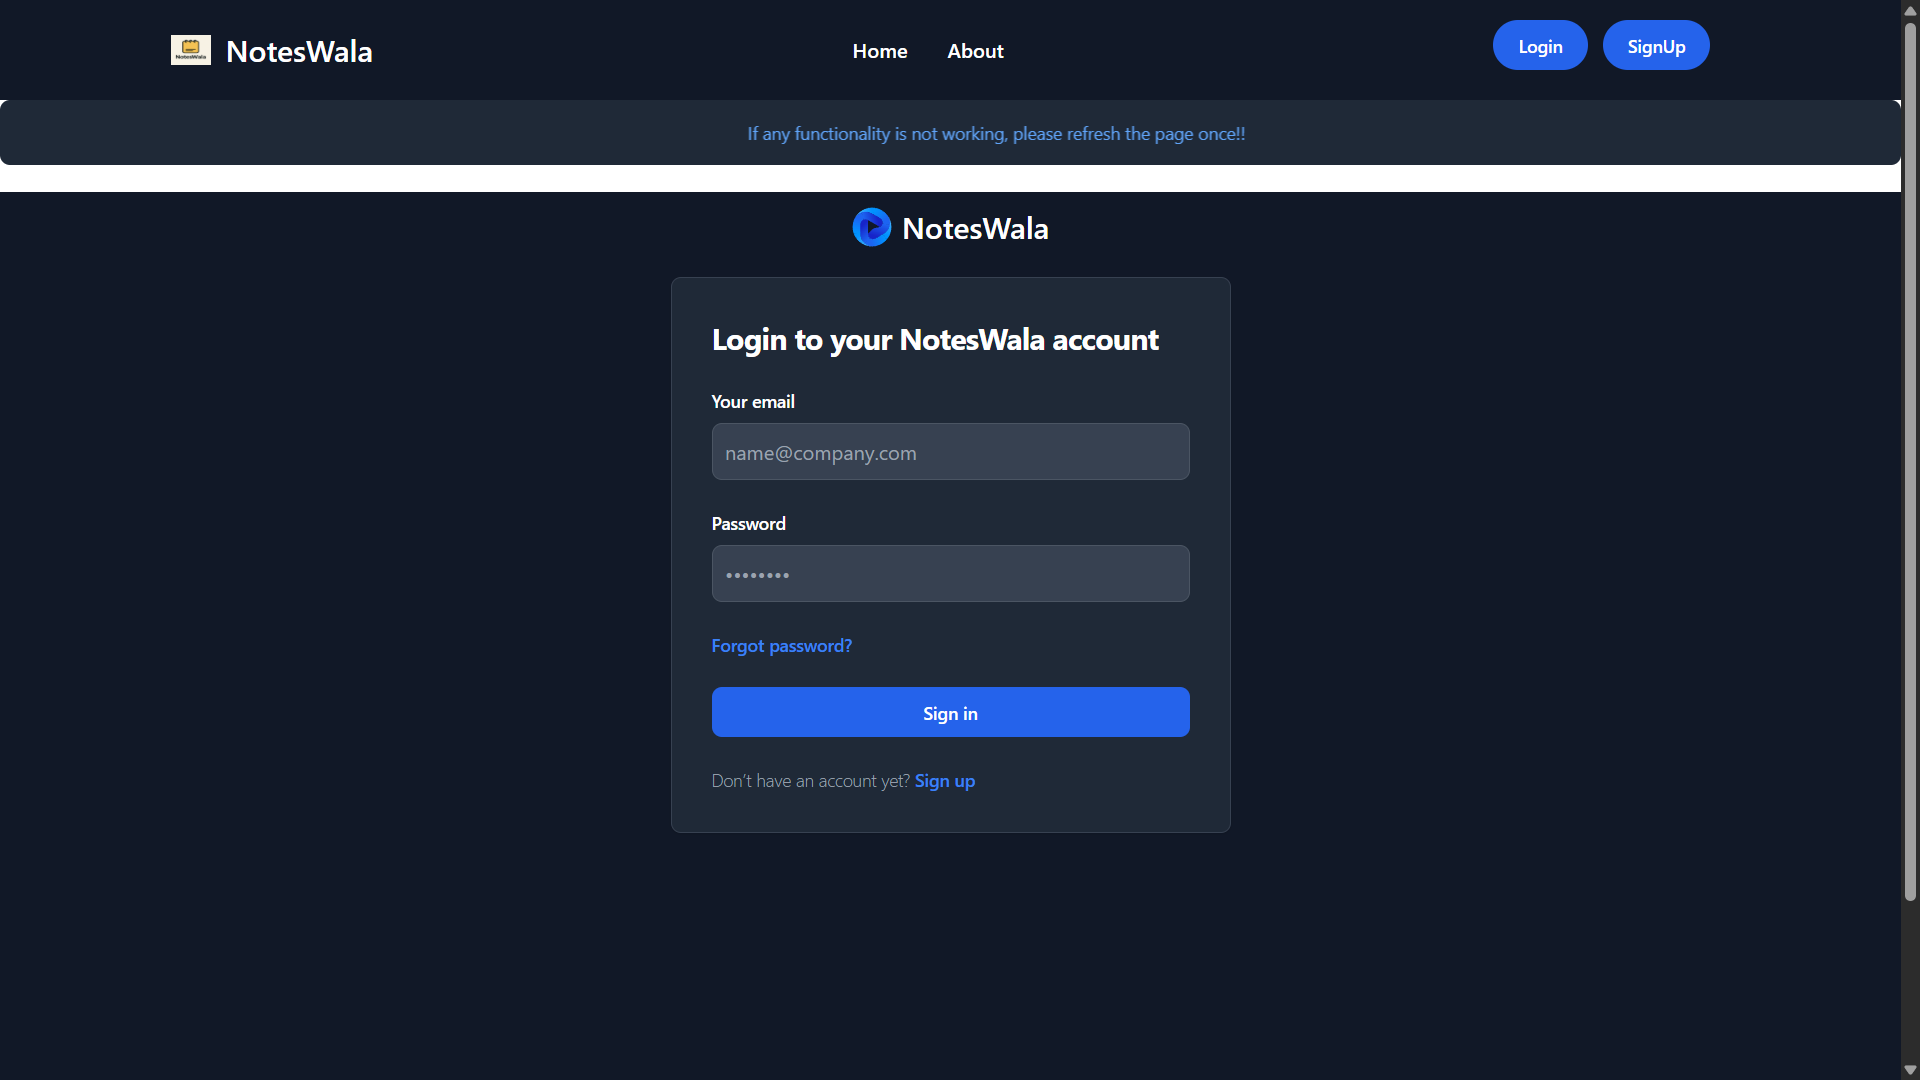 NotesWala
NotesWala
Home
About
Login
SignUp
If any functionality is not working, please refresh the page once!!
NotesWala
Login to your NotesWala account
Your email
name@company.com
Password
••••••••
Forgot password?
Sign in
Don’t have an account yet? Sign up